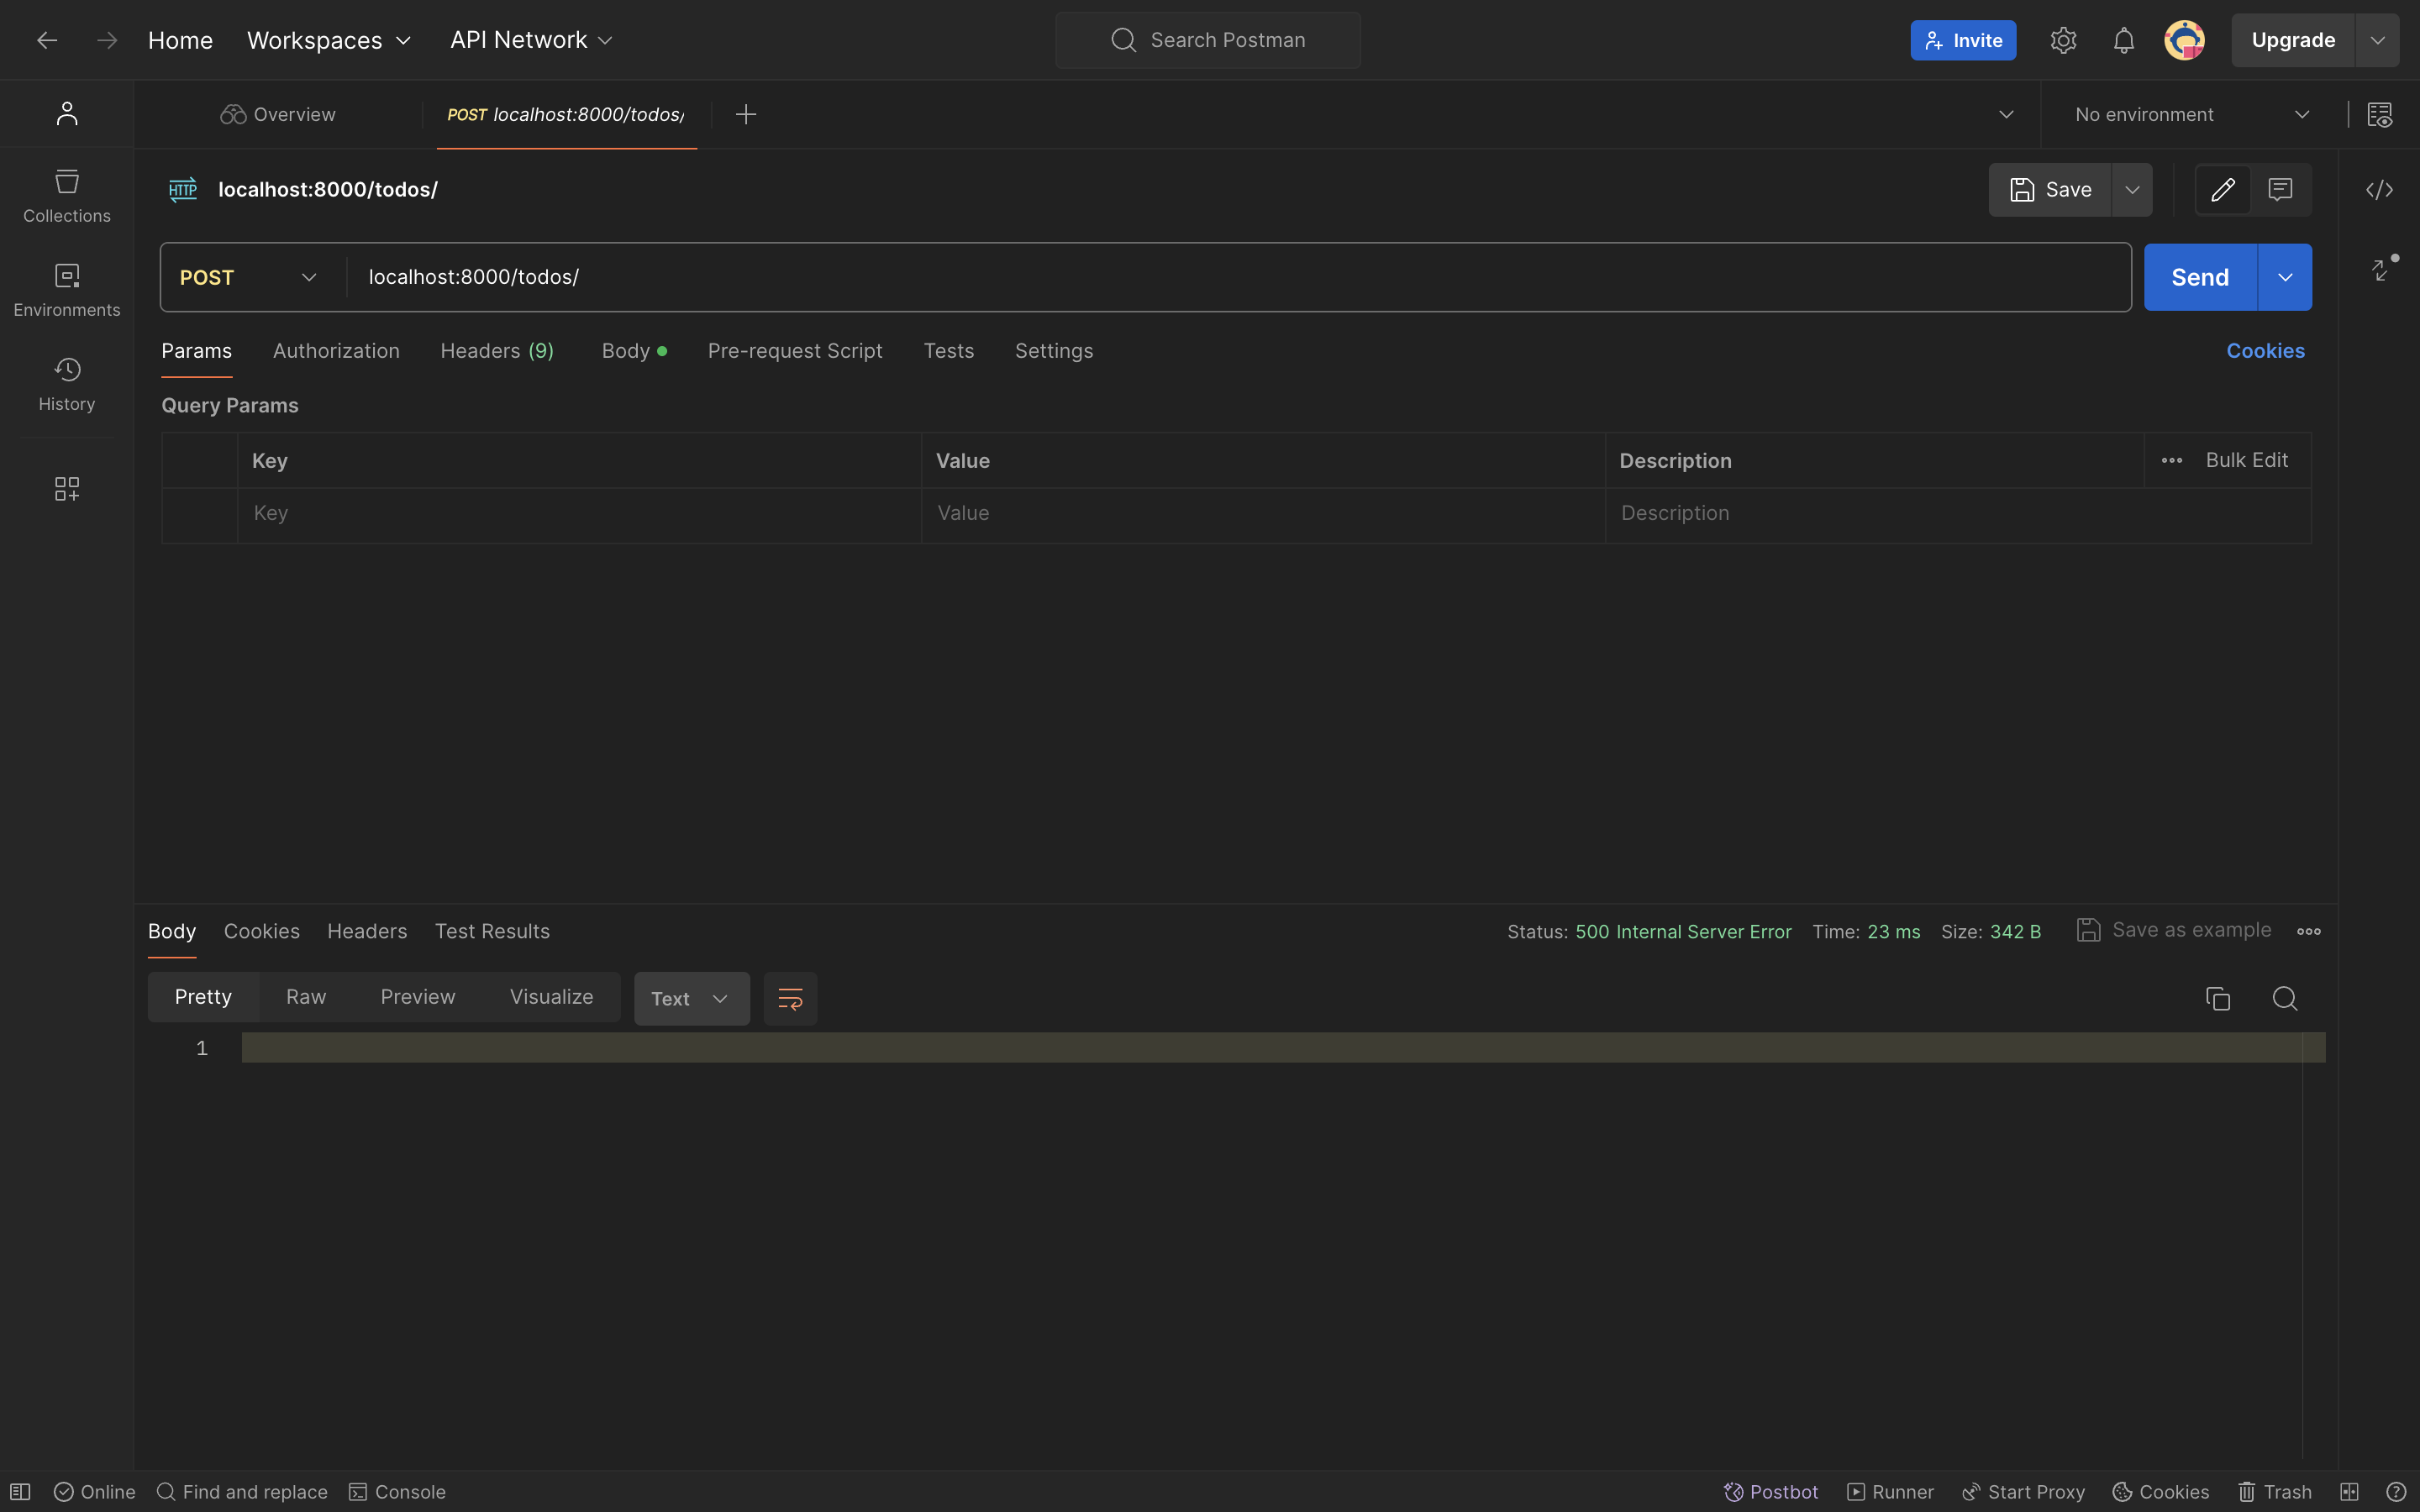 Home Workspaces API Network Search Postman Invite Upgrade
Overview POST localhost:8000/todos/ No environment
HTTP localhost:8000/todos/ Save
Collections
Environments
History
POST localhost:8000/todos/ Send
Params Authorization Headers (9) Body Pre-request Script Tests Settings Cookies
Query Params
Key Value Description Bulk Edit
Key Value Description
Body Cookies Headers Test Results Status: 500 Internal Server Error Time: 23 ms Size: 342 B Save as example
Pretty Raw Preview Visualize Text
1
Online Find and replace Console Postbot Runner Start Proxy Cookies Trash